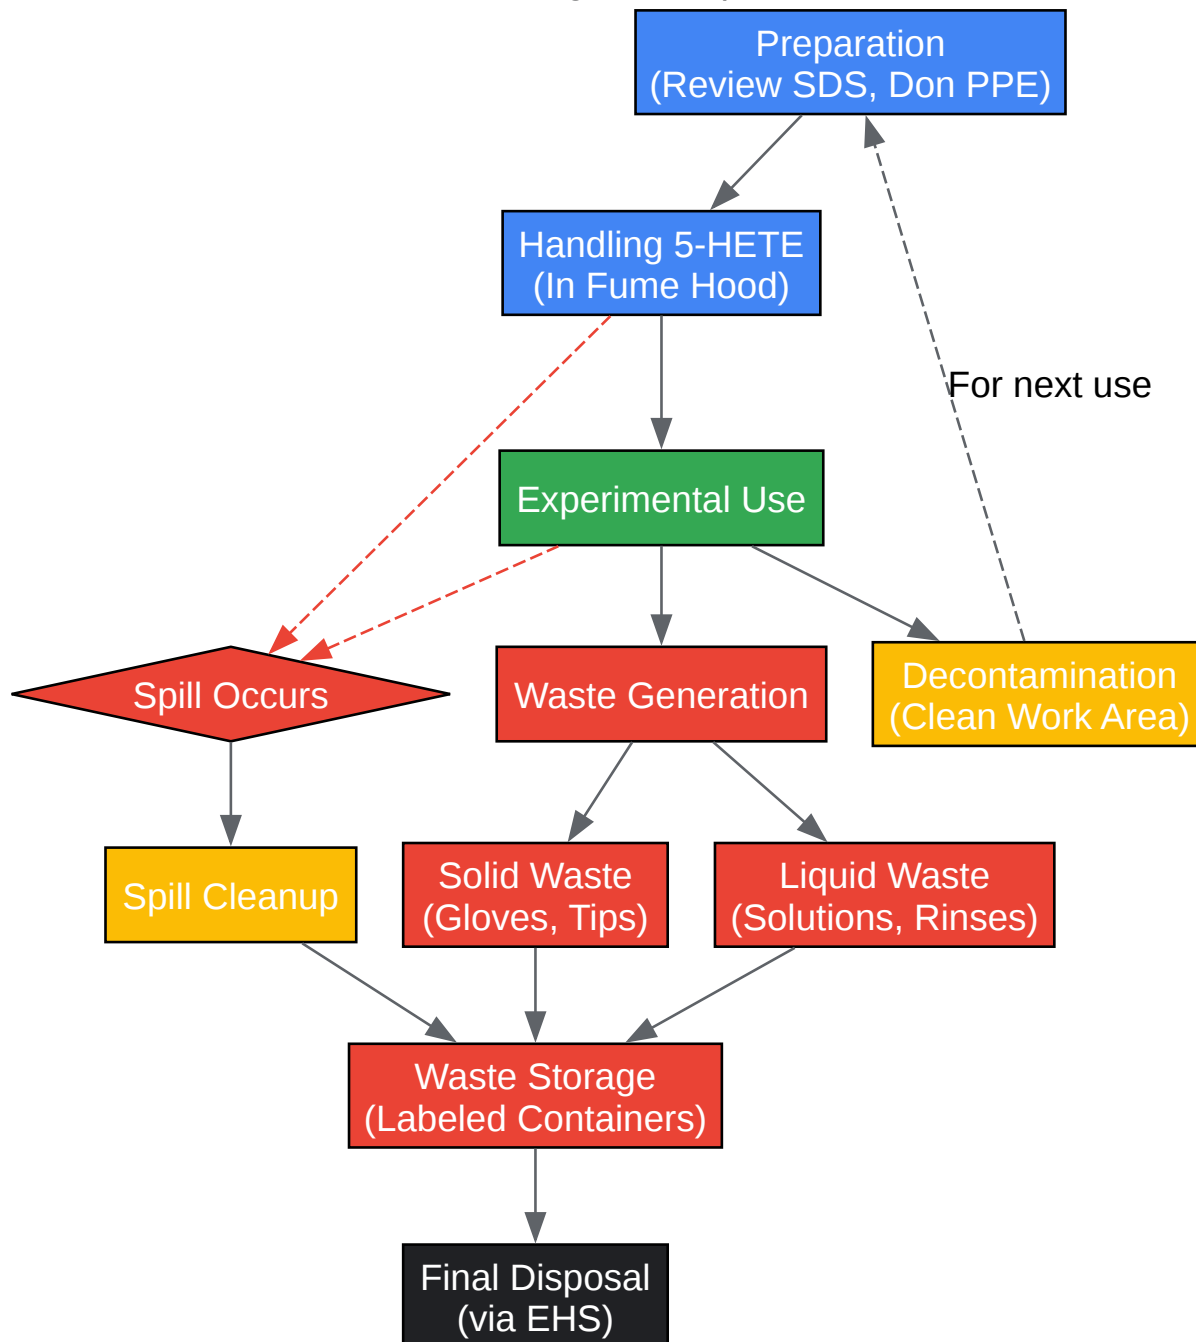 Preparation
(Review SDS, Don PPE)
Handling 5-HETE
(In Fume Hood)
For next use
Experimental Use
Spill Occurs
Waste Generation
Decontamination
(Clean Work Area)
Spill Cleanup
Solid Waste
(Gloves, Tips)
Liquid Waste
(Solutions, Rinses)
Waste Storage
(Labeled Containers)
Final Disposal
(via EHS)